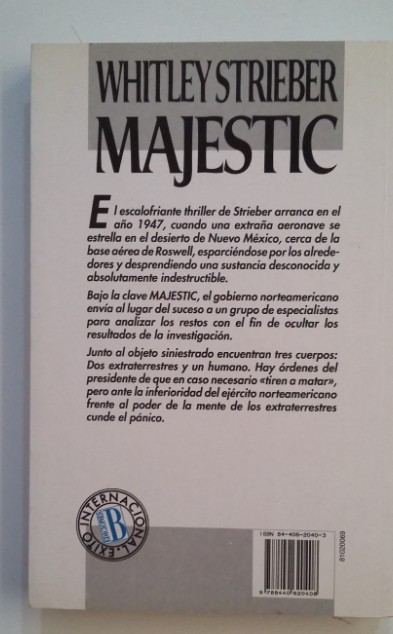 WHITLEY STRIEBER
MAJESTIC
El escalofriante thriller de Strieber arranca en el
año 1947, cuando una extraña aeronave se
estrella en el desierto de Nuevo México, cerca de la
base aérea de Roswell, esparciéndose por los alrede-
dores y desprendiendo una sustancia desconocida y
absolutamente indestructible.
Bajo la clave MAJESTIC, el gobierno norteamericano
envía al lugar del suceso a un grupo de especialistas
para analizar los restos con el fin de ocultar los
resultados de la investigación.
Junto al objeto siniestrado encuentran tres cuerpos:
Dos extraterrestres y un humano. Hay órdenes del
presidente de que en caso necesario «tiren a matar»,
pero ante la inferioridad del ejército norteamericano
frente al poder de la mente de los extraterrestres
cunde el pánico.
EXITO INTERNACIONAL
B
ISBN 84-406-2040-3
9 788440 620408
81020069